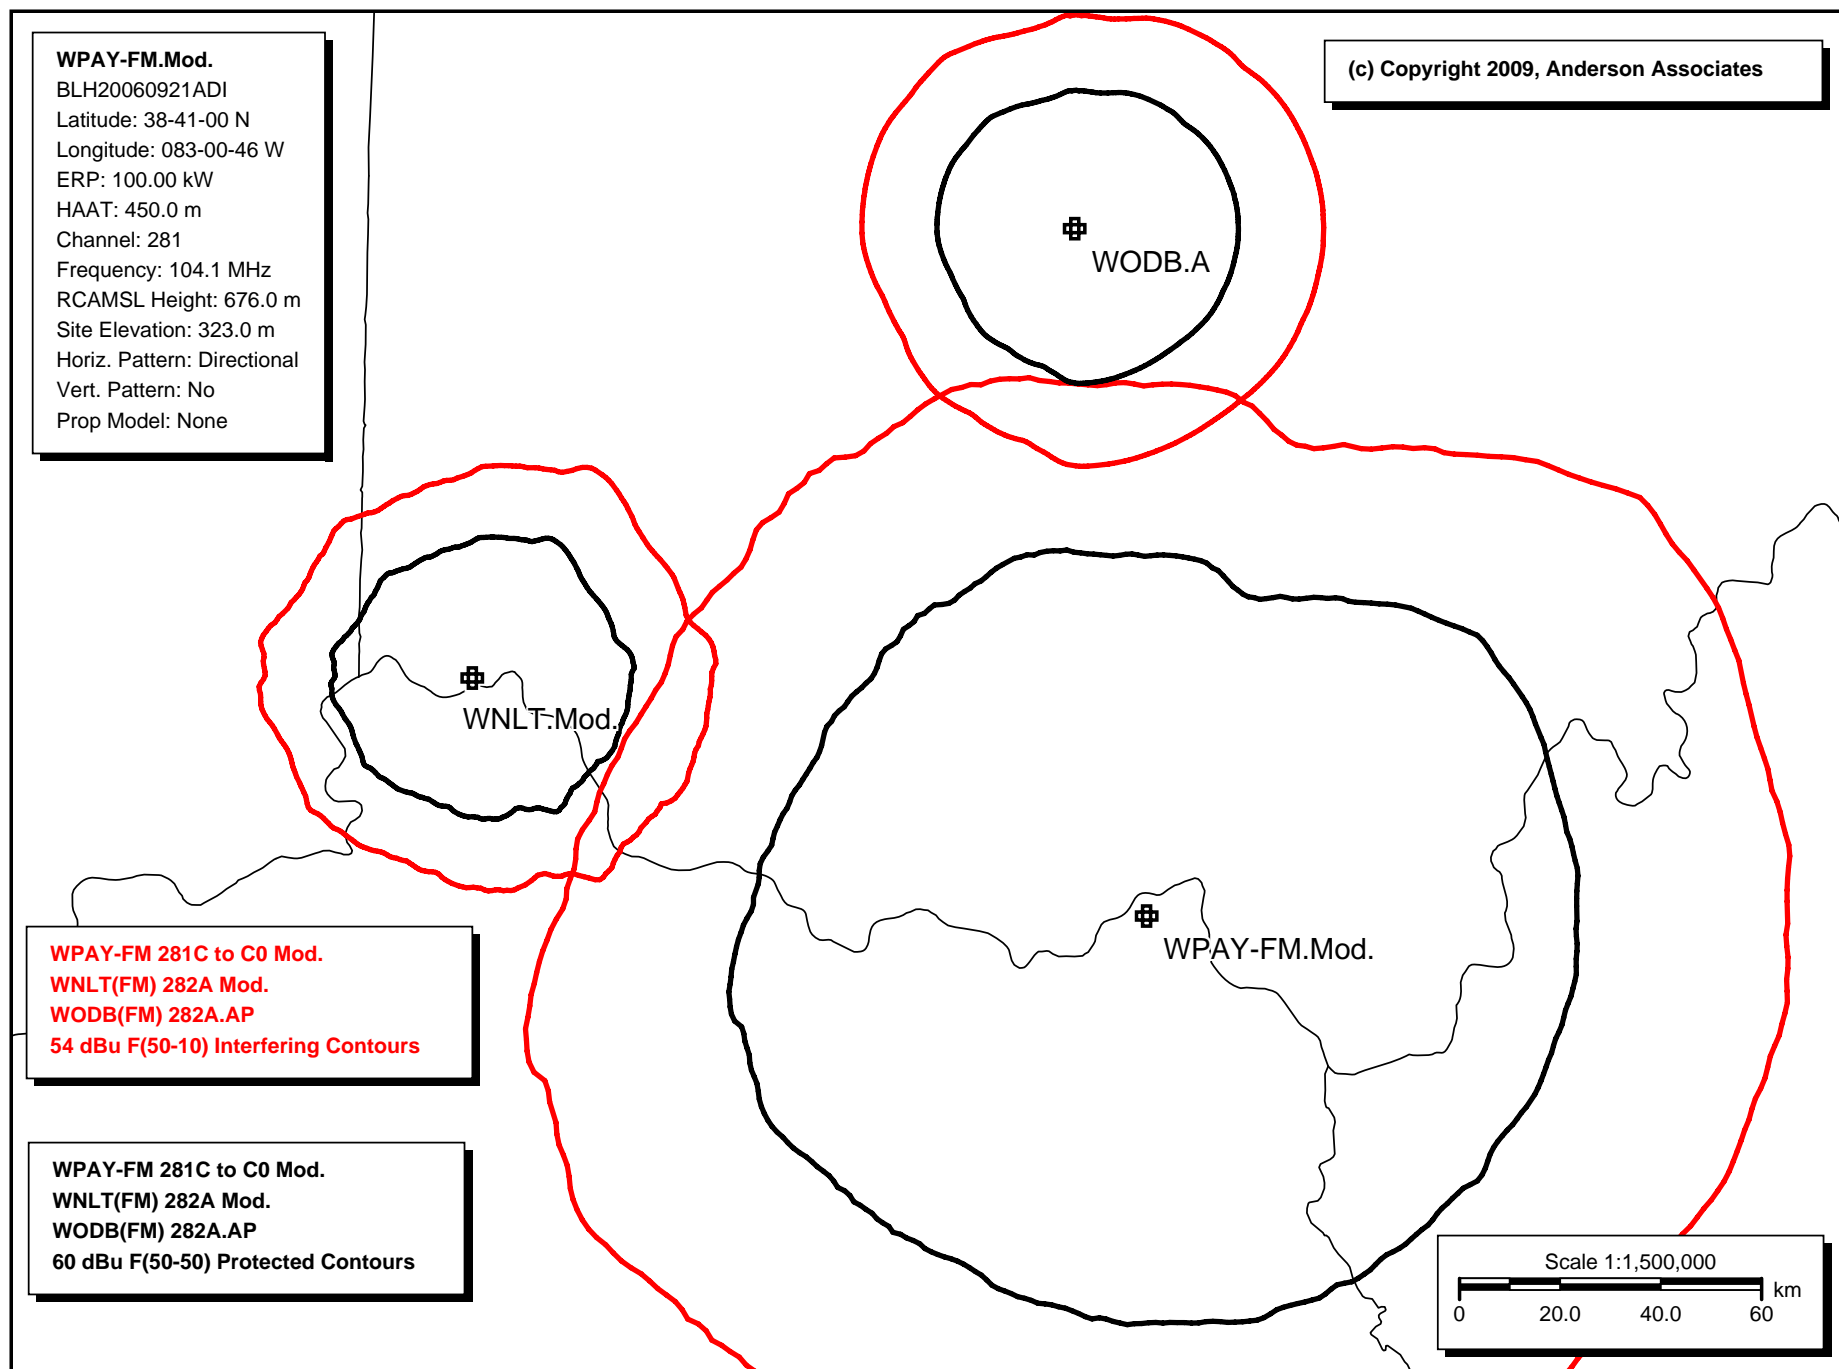 WPAY-FM.Mod.
BLH20060921ADI
Latitude: 38-41-00 N
Longitude: 083-00-46 W
ERP: 100.00 kW
HAAT: 450.0 m
Channel: 281
Frequency: 104.1 MHz
RCAMSL Height: 676.0 m
Site Elevation: 323.0 m
Horiz. Pattern: Directional
Vert. Pattern: No
Prop Model: None
(c) Copyright 2009, Anderson Associates
WODB.A
WNLT.Mod.
WPAY-FM.Mod.
WPAY-FM 281C to C0 Mod.
WNLT(FM) 282A Mod.
WODB(FM) 282A.AP
54 dBu F(50-10) Interfering Contours
WPAY-FM 281C to C0 Mod.
WNLT(FM) 282A Mod.
WODB(FM) 282A.AP
60 dBu F(50-50) Protected Contours
Scale 1:1,500,000
km
0 20.0 40.0 60